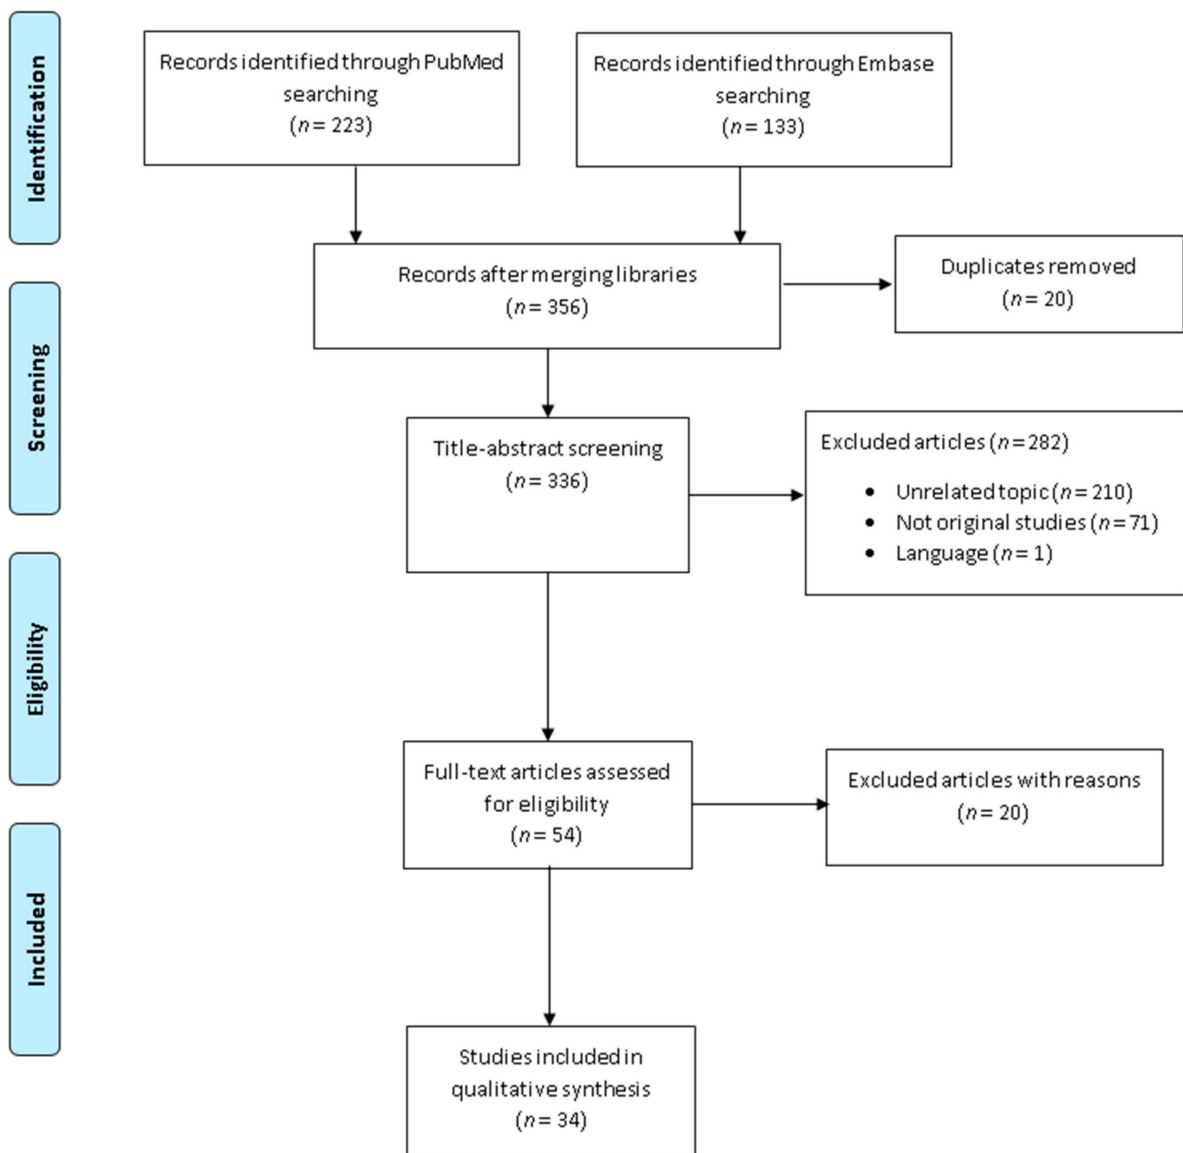 Identification
Records identified through PubMed
searching
(n = 223)
Records identified through Embase
searching
(n = 133)
Records after merging libraries
(n = 356)
Duplicates removed
(n = 20)
Screening
Title-abstract screening
(n = 336)
Excluded articles (n = 282)
• Unrelated topic (n = 210)
• Not original studies (n = 71)
• Language (n = 1)
Eligibility
Full-text articles assessed
for eligibility
(n = 54)
Excluded articles with reasons
(n = 20)
Included
Studies included in
qualitative synthesis
(n = 34)